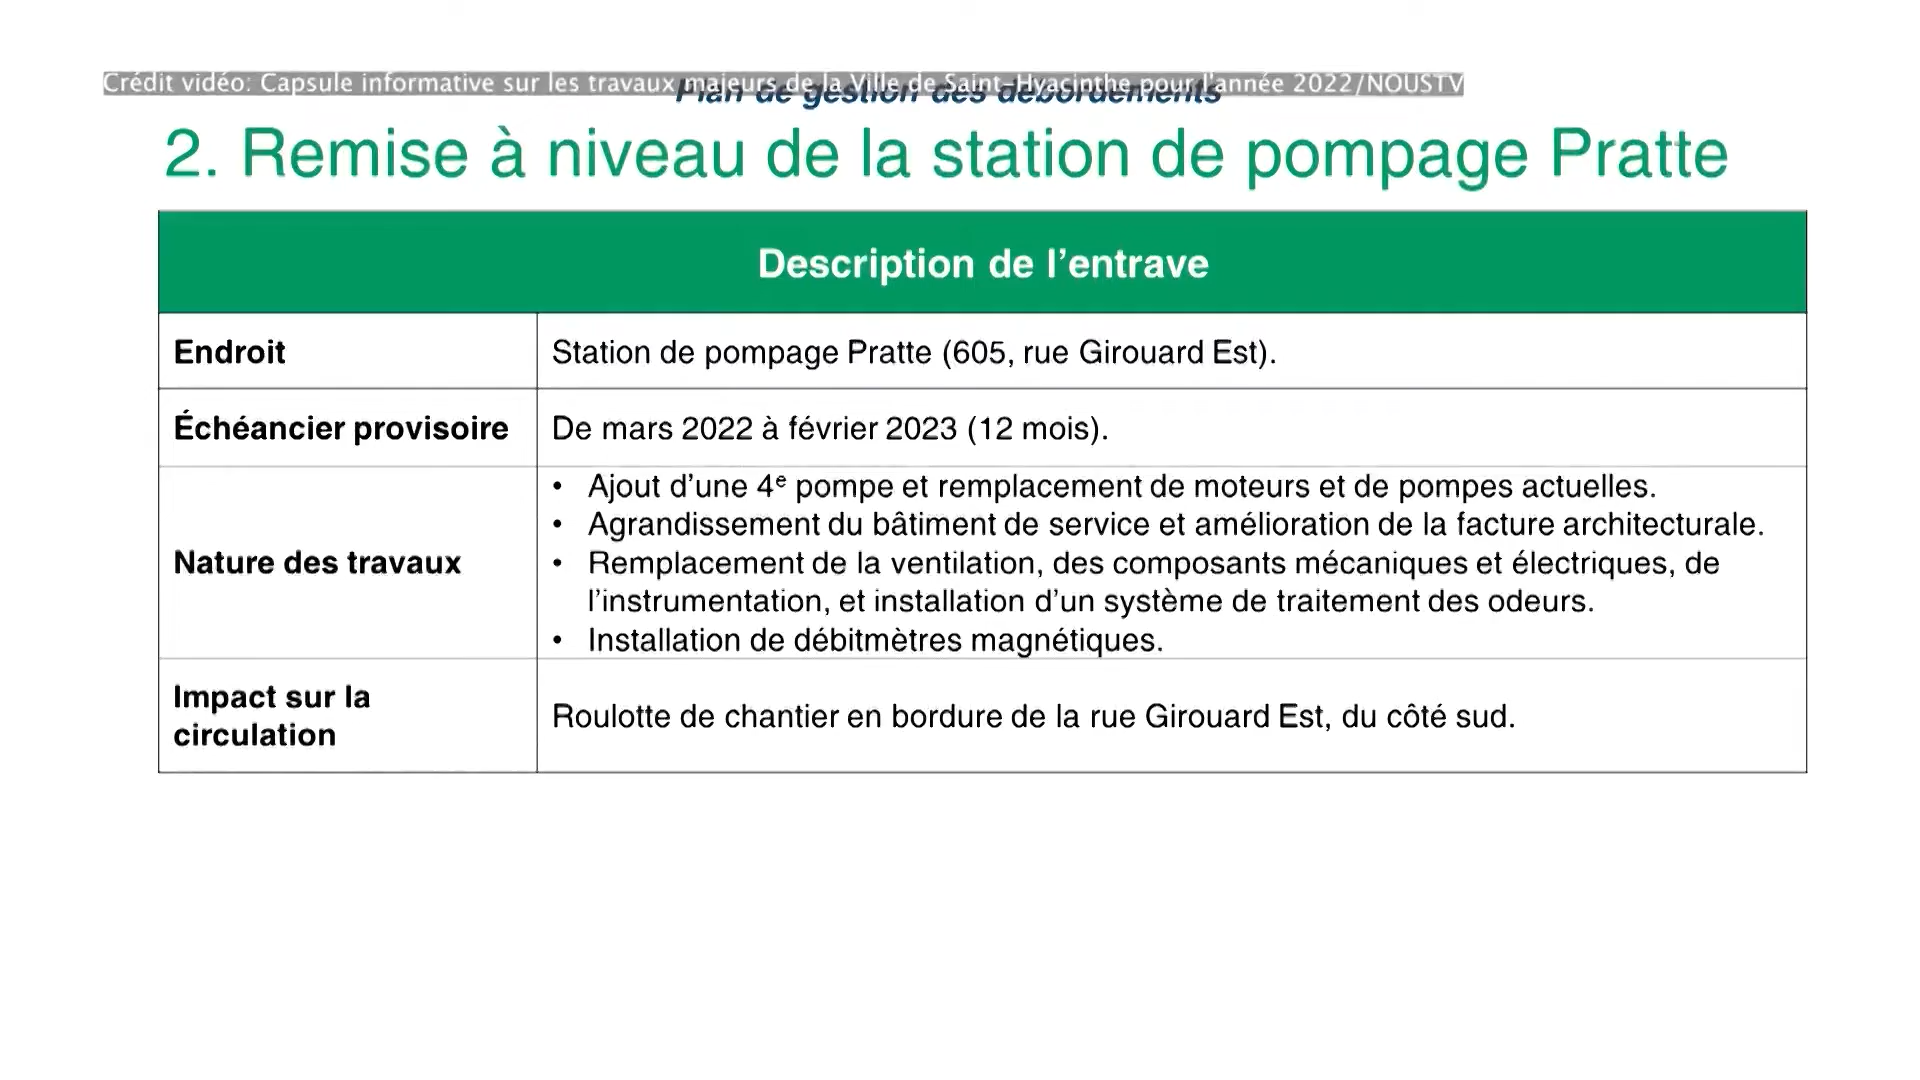 Crédit vidéo: Capsule informative sur les travaux majeurs de la Ville de Saint-Hyacinthe pour l'année 2022/NOUSTV
Plan de gestion des débordements
2. Remise à niveau de la station de pompage Pratte
Description de l’entrave
Endroit
Station de pompage Pratte (605, rue Girouard Est).
Échéancier provisoire
De mars 2022 à février 2023 (12 mois).
Nature des travaux
• Ajout d’une 4e pompe et remplacement de moteurs et de pompes actuelles.
• Agrandissement du bâtiment de service et amélioration de la facture architecturale.
• Remplacement de la ventilation, des composants mécaniques et électriques, de
l’instrumentation, et installation d’un système de traitement des odeurs.
• Installation de débitmètres magnétiques.
Impact sur la
circulation
Roulotte de chantier en bordure de la rue Girouard Est, du côté sud.